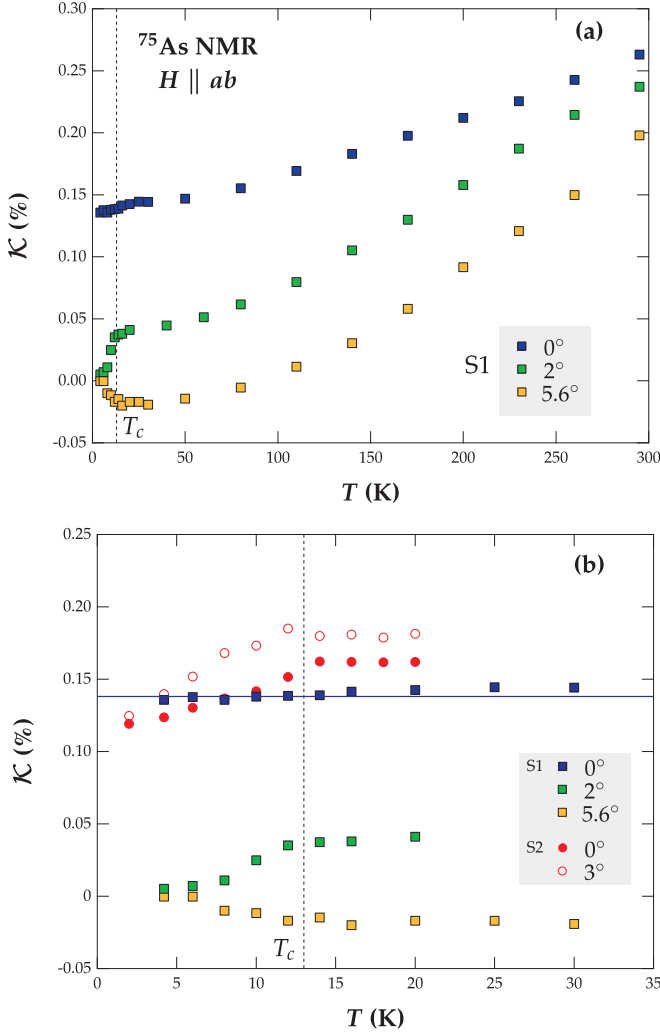 (a)
⁷⁵As NMR
H || ab
0.30
0.25
0.20
0.15
0.10
0.05
0.00
-0.05
K (%)
S1
0°
2°
5.6°
Tc
0 50 100 150 200 250 300
T (K)
(b)
0.25
0.20
0.15
0.10
0.05
0
-0.05
K (%)
S1 0°
2°
5.6°
S2 0°
3°
Tc
0 5 10 15 20 25 30 35
T (K)